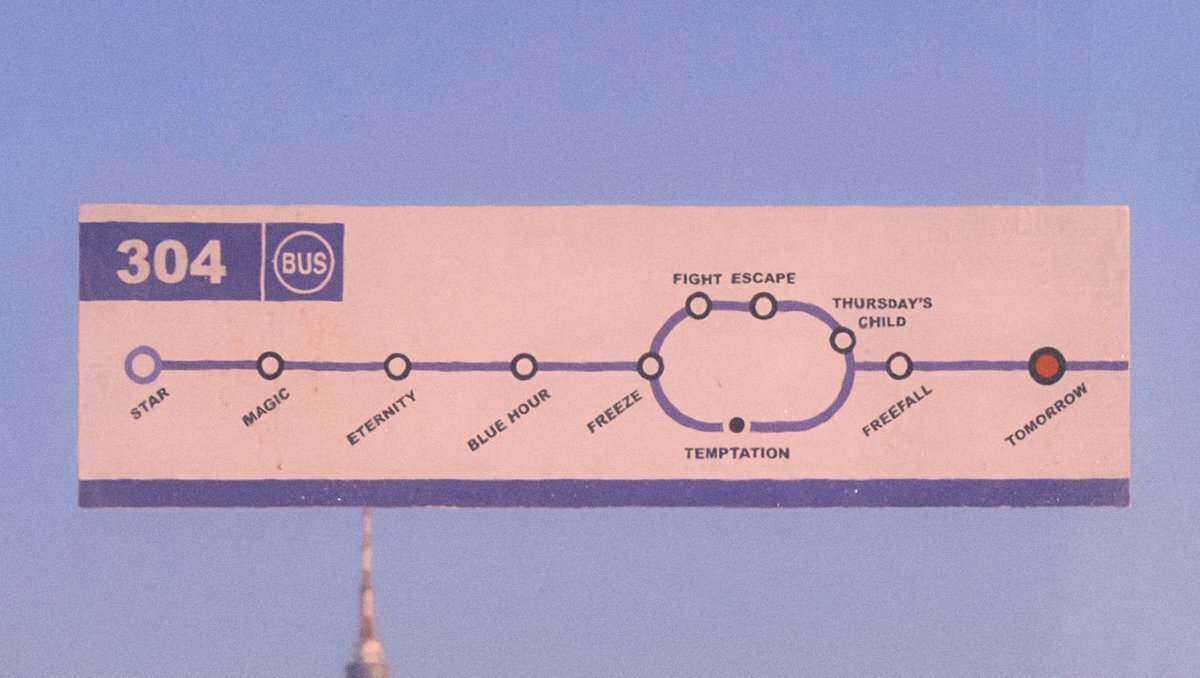 304 BUS
FIGHT ESCAPE
THURSDAY'S
CHILD
STAR MAGIC ETERNITY BLUE HOUR FREEZE FREEFALL TOMORROW
TEMPTATION